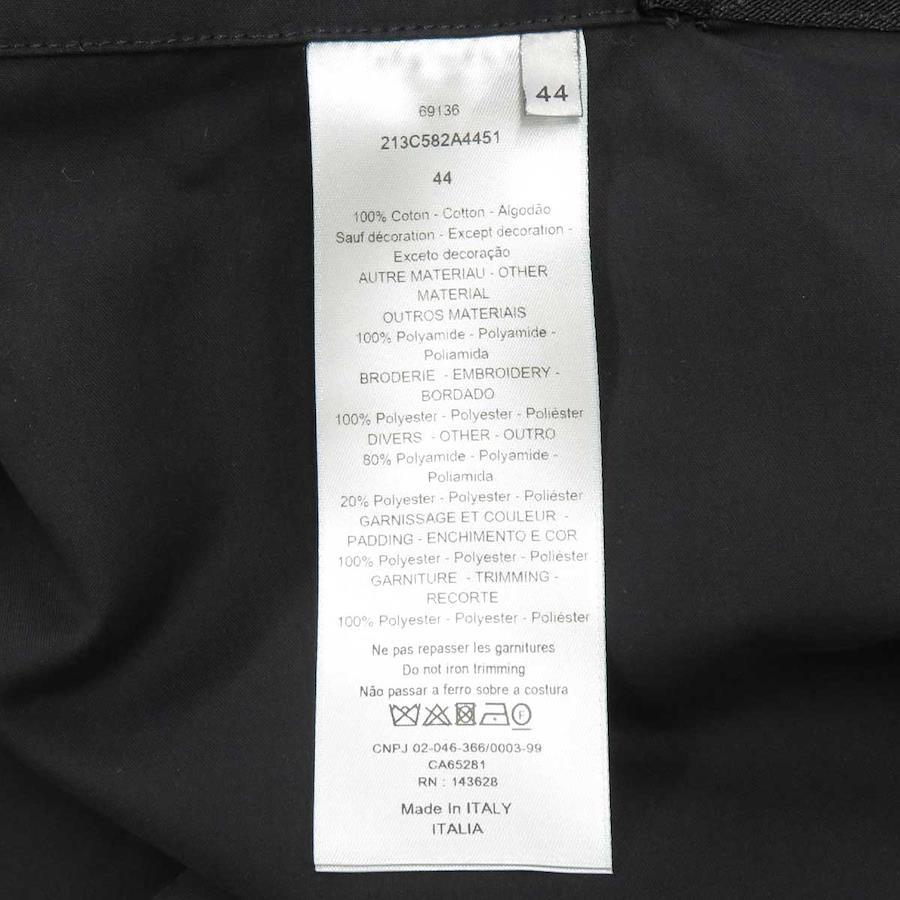 44
69136
213C582A4451
44
100% Coton - Cotton - Algodão
Sauf décoration - Except decoration -
Exceto decoração
AUTRE MATERIAU - OTHER
MATERIAL
OUTROS MATERIAIS
100% Polyamide - Polyamide -
Poliamida
BRODERIE - EMBROIDERY -
BORDADO
100% Polyester - Polyester - Poliéster
DIVERS - OTHER - OUTRO
80% Polyamide - Polyamide -
Poliamida
20% Polyester - Polyester - Poliéster
GARNISSAGE ET COULEUR -
PADDING - ENCHIMENTO E COR
100% Polyester - Polyester - Poliéster
GARNITURE - TRIMMING -
RECORTE
100% Polyester - Polyester - Poliéster
Ne pas repasser les garnitures
Do not iron trimming
Não passar a ferro sobre a costura
F
CNPJ 02-046-366/0003-99
CA65281
RN : 143628
Made In ITALY
ITALIA